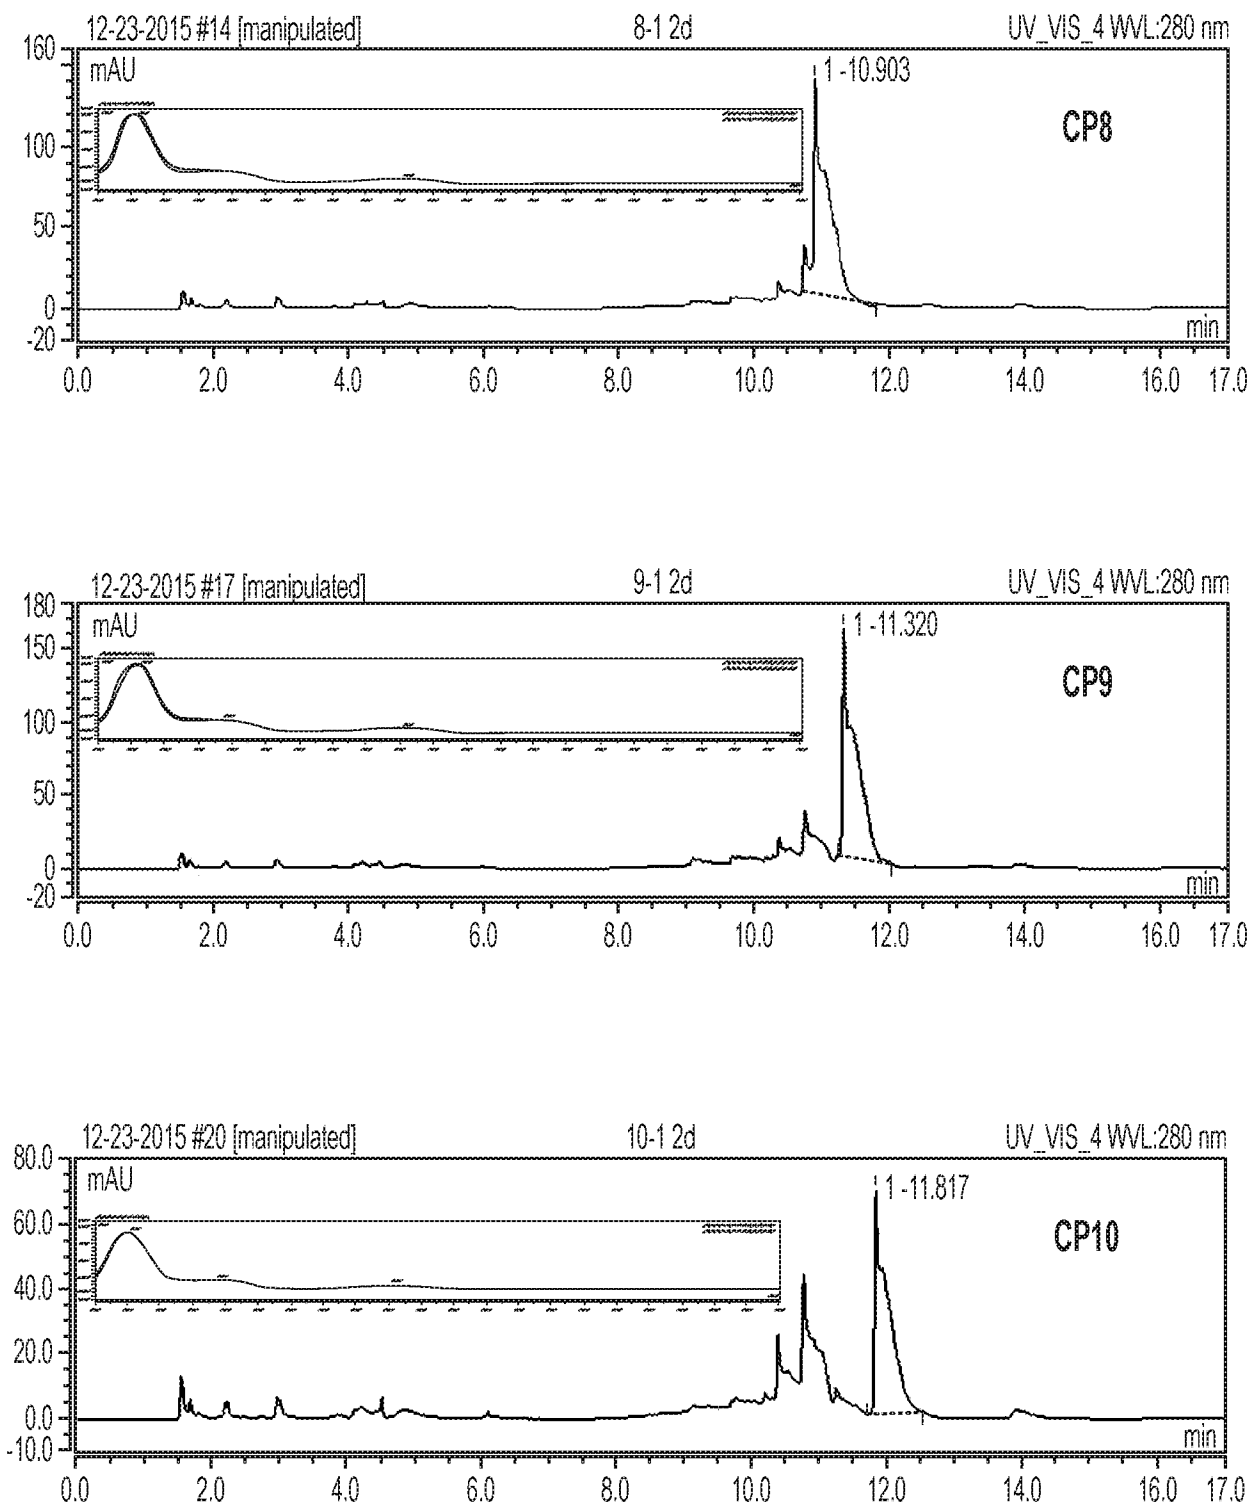 12-23-2015 #14 [manipulated] 8-1 2d UV_VIS_4 WVL:280 nm
160
mAU
1 -10.903
CP8
100
50
0
-20
min
0.0 2.0 4.0 6.0 8.0 10.0 12.0 14.0 16.0 17.0
12-23-2015 #17 [manipulated] 9-1 2d UV_VIS_4 WVL:280 nm
180
mAU
1 -11.320
150
CP9
100
50
0
-20
min
0.0 2.0 4.0 6.0 8.0 10.0 12.0 14.0 16.0 17.0
12-23-2015 #20 [manipulated] 10-1 2d UV_VIS_4 WVL:280 nm
80.0
mAU
1 -11.817
60.0
CP10
40.0
20.0
0.0
-10.0
min
0.0 2.0 4.0 6.0 8.0 10.0 12.0 14.0 16.0 17.0